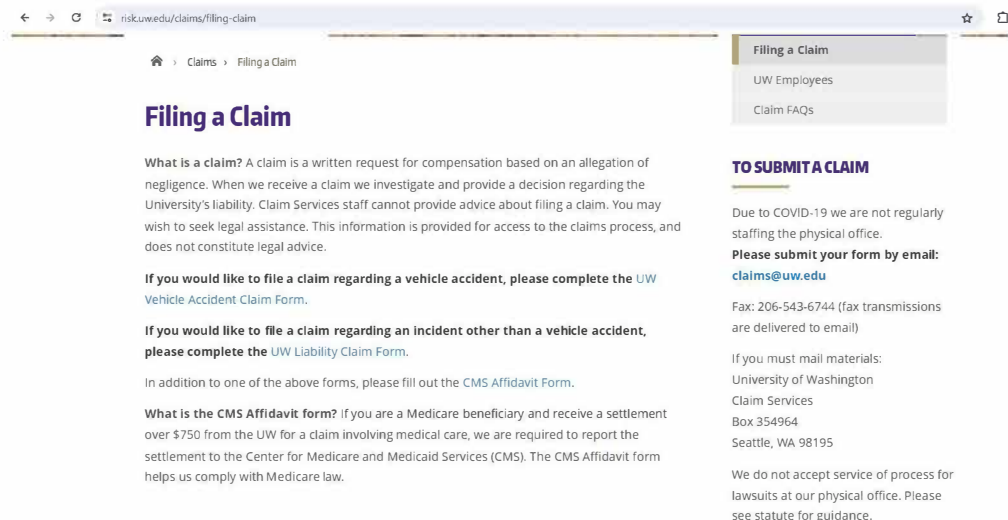 risk.uw.edu/claims/filing-claim
Claims › Filing a Claim
Filing a Claim
What is a claim? A claim is a written request for compensation based on an allegation of
negligence. When we receive a claim we investigate and provide a decision regarding the
University's liability. Claim Services staff cannot provide advice about filing a claim. You may
wish to seek legal assistance. This information is provided for access to the claims process, and
does not constitute legal advice.
If you would like to file a claim regarding a vehicle accident, please complete the UW
Vehicle Accident Claim Form.
If you would like to file a claim regarding an incident other than a vehicle accident,
please complete the UW Liability Claim Form.
In addition to one of the above forms, please fill out the CMS Affidavit Form.
What is the CMS Affidavit form? If you are a Medicare beneficiary and receive a settlement
over $750 from the UW for a claim involving medical care, we are required to report the
settlement to the Center for Medicare and Medicaid Services (CMS). The CMS Affidavit form
helps us comply with Medicare law.
Filing a Claim
UW Employees
Claim FAQs
TO SUBMIT A CLAIM
Due to COVID-19 we are not regularly
staffing the physical office.
Please submit your form by email:
claims@uw.edu
Fax: 206-543-6744 (fax transmissions
are delivered to email)
If you must mail materials:
University of Washington
Claim Services
Box 354964
Seattle, WA 98195
We do not accept service of process for
lawsuits at our physical office. Please
see statute for guidance.